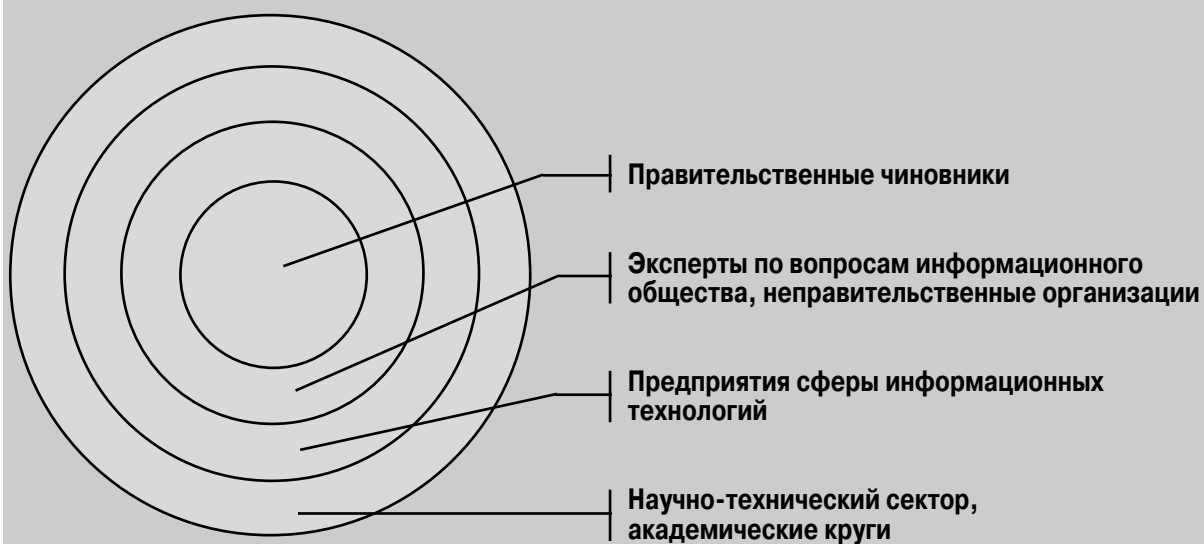 Правительственные чиновники
Эксперты по вопросам информационного
общества, неправительственные организации
Предприятия сферы информационных
технологий
Научно-технический сектор,
академические круги